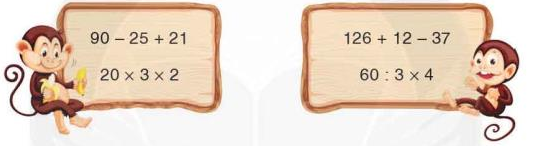 90 – 25 + 21
20 × 3 × 2
126 + 12 – 37
60 : 3 × 4